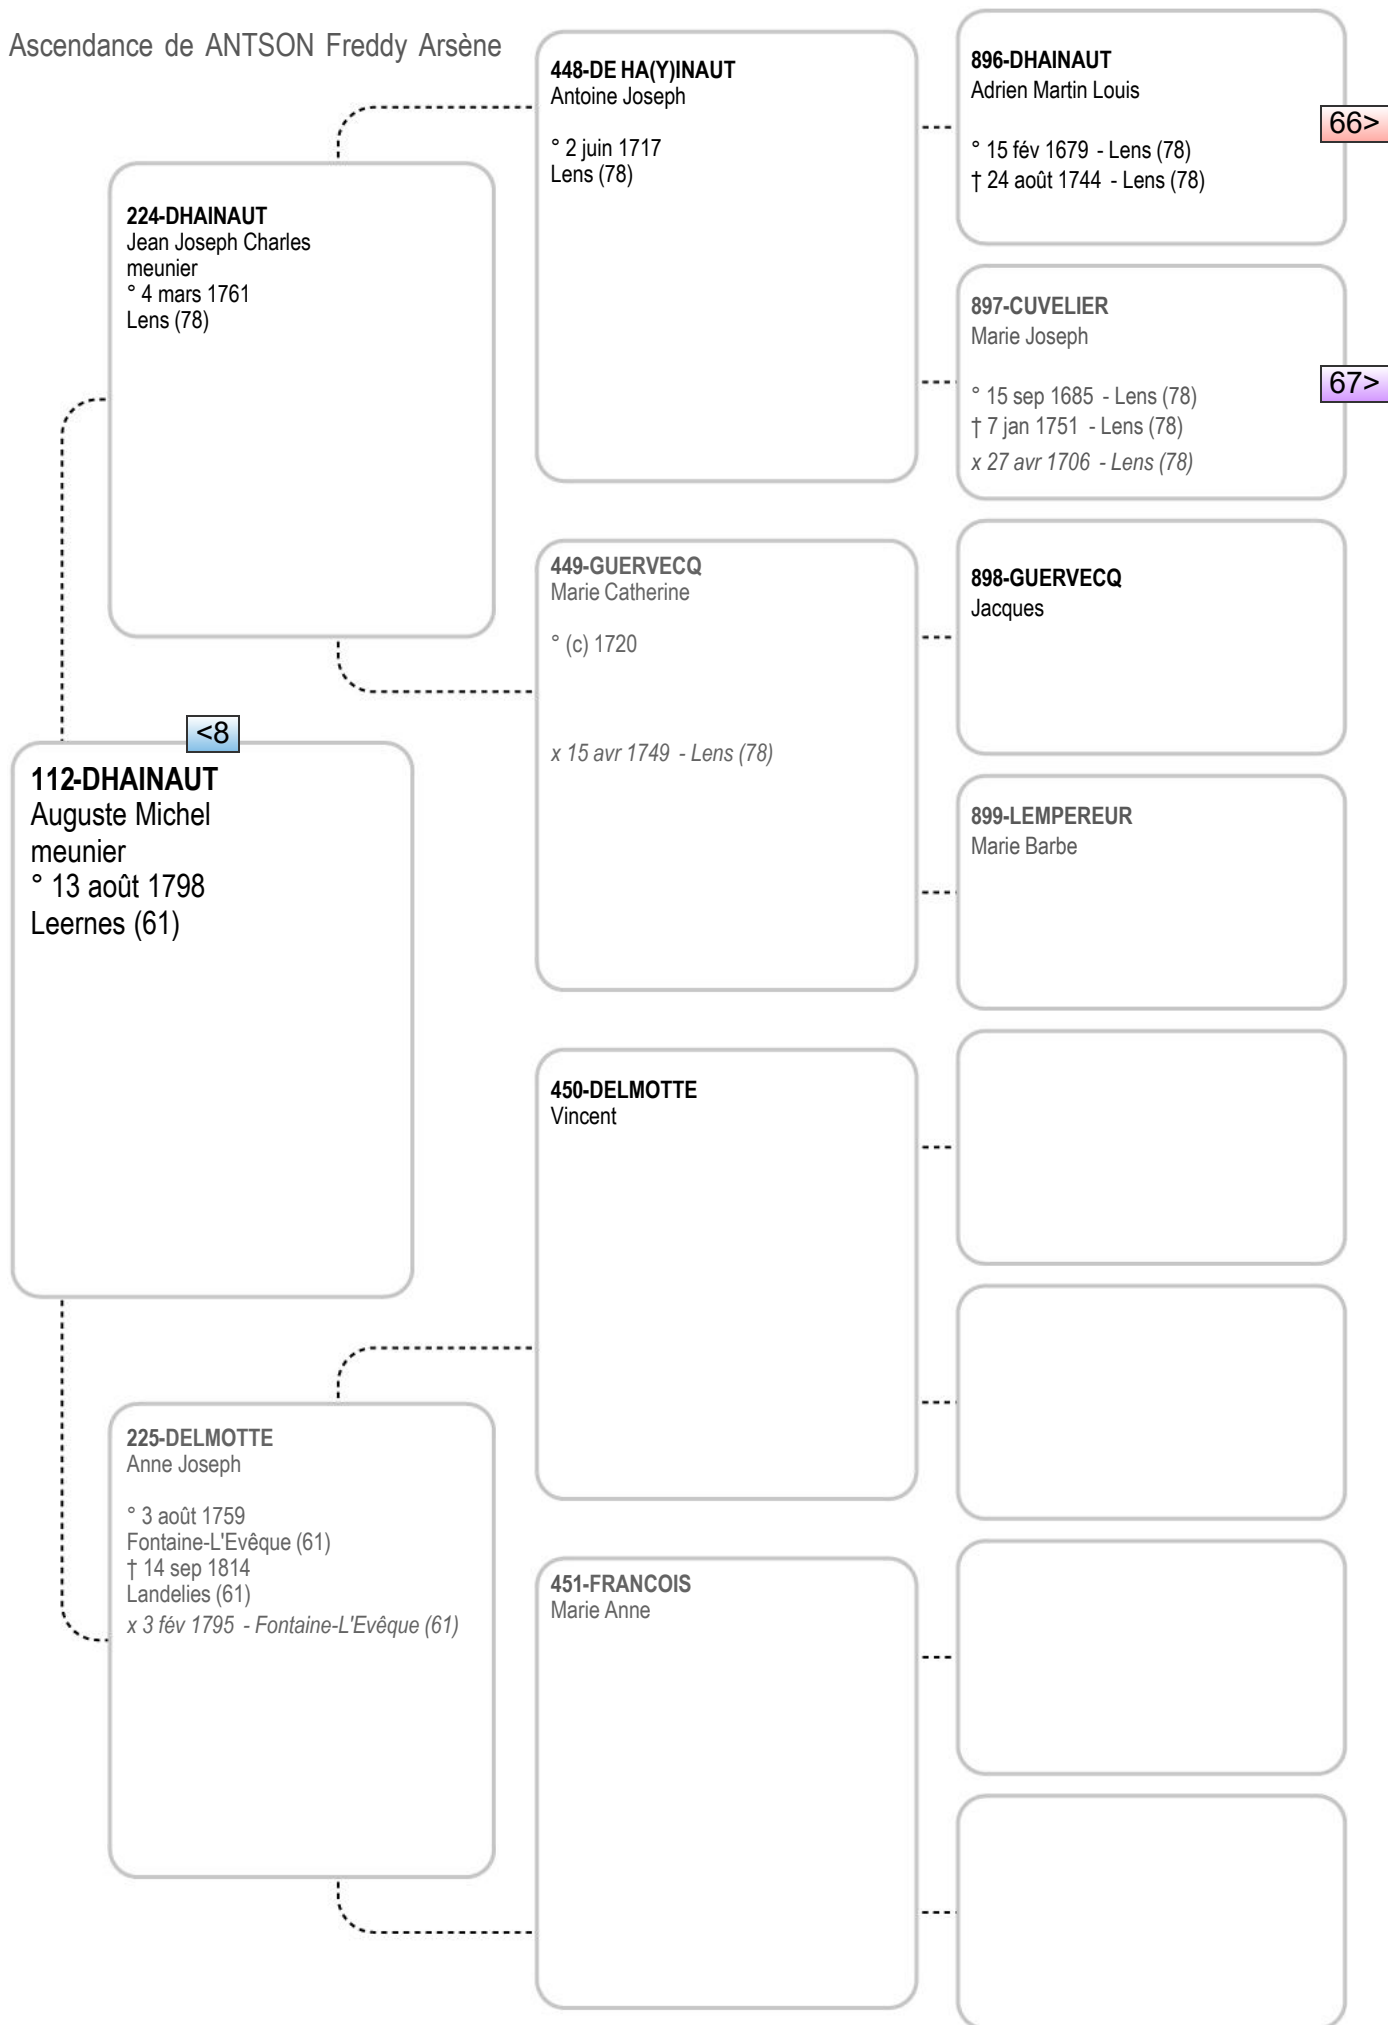 Ascendance de ANTSON Freddy Arsène
448-DE HA(Y)INAUT
Antoine Joseph
° 2 juin 1717
Lens (78)
896-DHAINAUT
Adrien Martin Louis
° 15 fév 1679 - Lens (78)
† 24 août 1744 - Lens (78)
66>
224-DHAINAUT
Jean Joseph Charles
meunier
° 4 mars 1761
Lens (78)
897-CUVELIER
Marie Joseph
° 15 sep 1685 - Lens (78)
† 7 jan 1751 - Lens (78)
x 27 avr 1706 - Lens (78)
67>
449-GUERVECQ
Marie Catherine
° (c) 1720
x 15 avr 1749 - Lens (78)
898-GUERVECQ
Jacques
<8
112-DHAINAUT
Auguste Michel
meunier
° 13 août 1798
Leernes (61)
899-LEMPEREUR
Marie Barbe
450-DELMOTTE
Vincent
225-DELMOTTE
Anne Joseph
° 3 août 1759
Fontaine-L'Evêque (61)
† 14 sep 1814
Landelies (61)
x 3 fév 1795 - Fontaine-L'Evêque (61)
451-FRANCOIS
Marie Anne